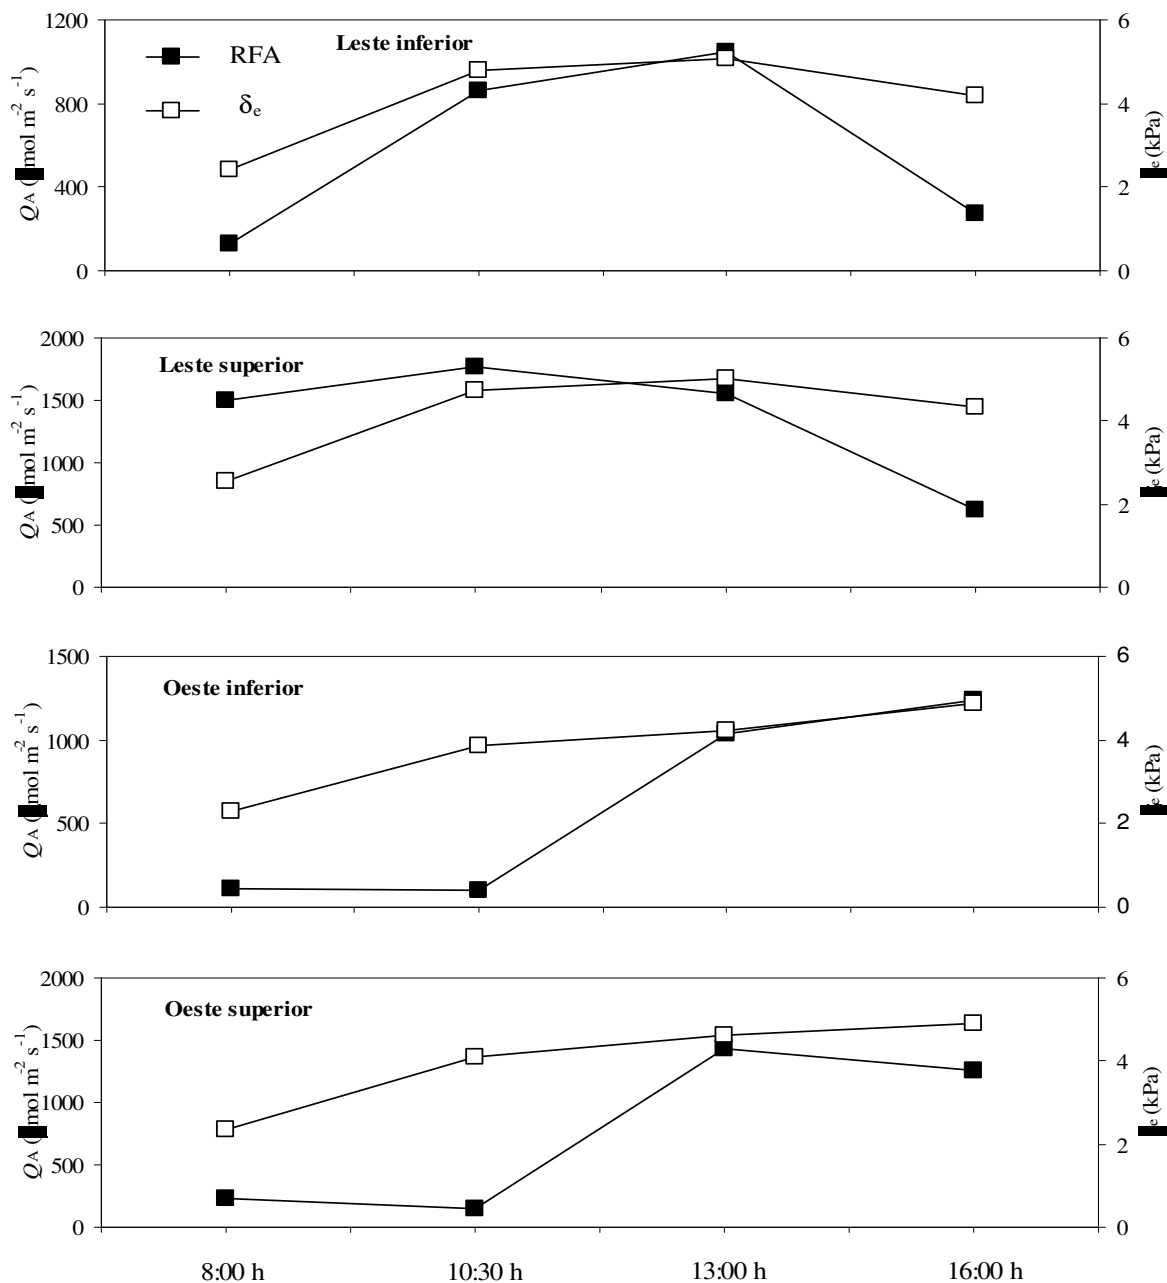 Leste inferior
RFA
δe
1200
800
400
0
QA ( mol m-2 s-1)
6
4
2
0
e (kPa)
Leste superior
2000
1500
1000
500
0
QA ( mol m-2 s-1)
6
4
2
0
e (kPa)
Oeste inferior
1500
1000
500
0
QA ( mol m-2 s-1)
6
4
2
0
e (kPa)
Oeste superior
2000
1500
1000
500
0
QA ( mol m-2 s-1)
6
4
2
0
e (kPa)
8:00 h 10:30 h 13:00 h 16:00 h